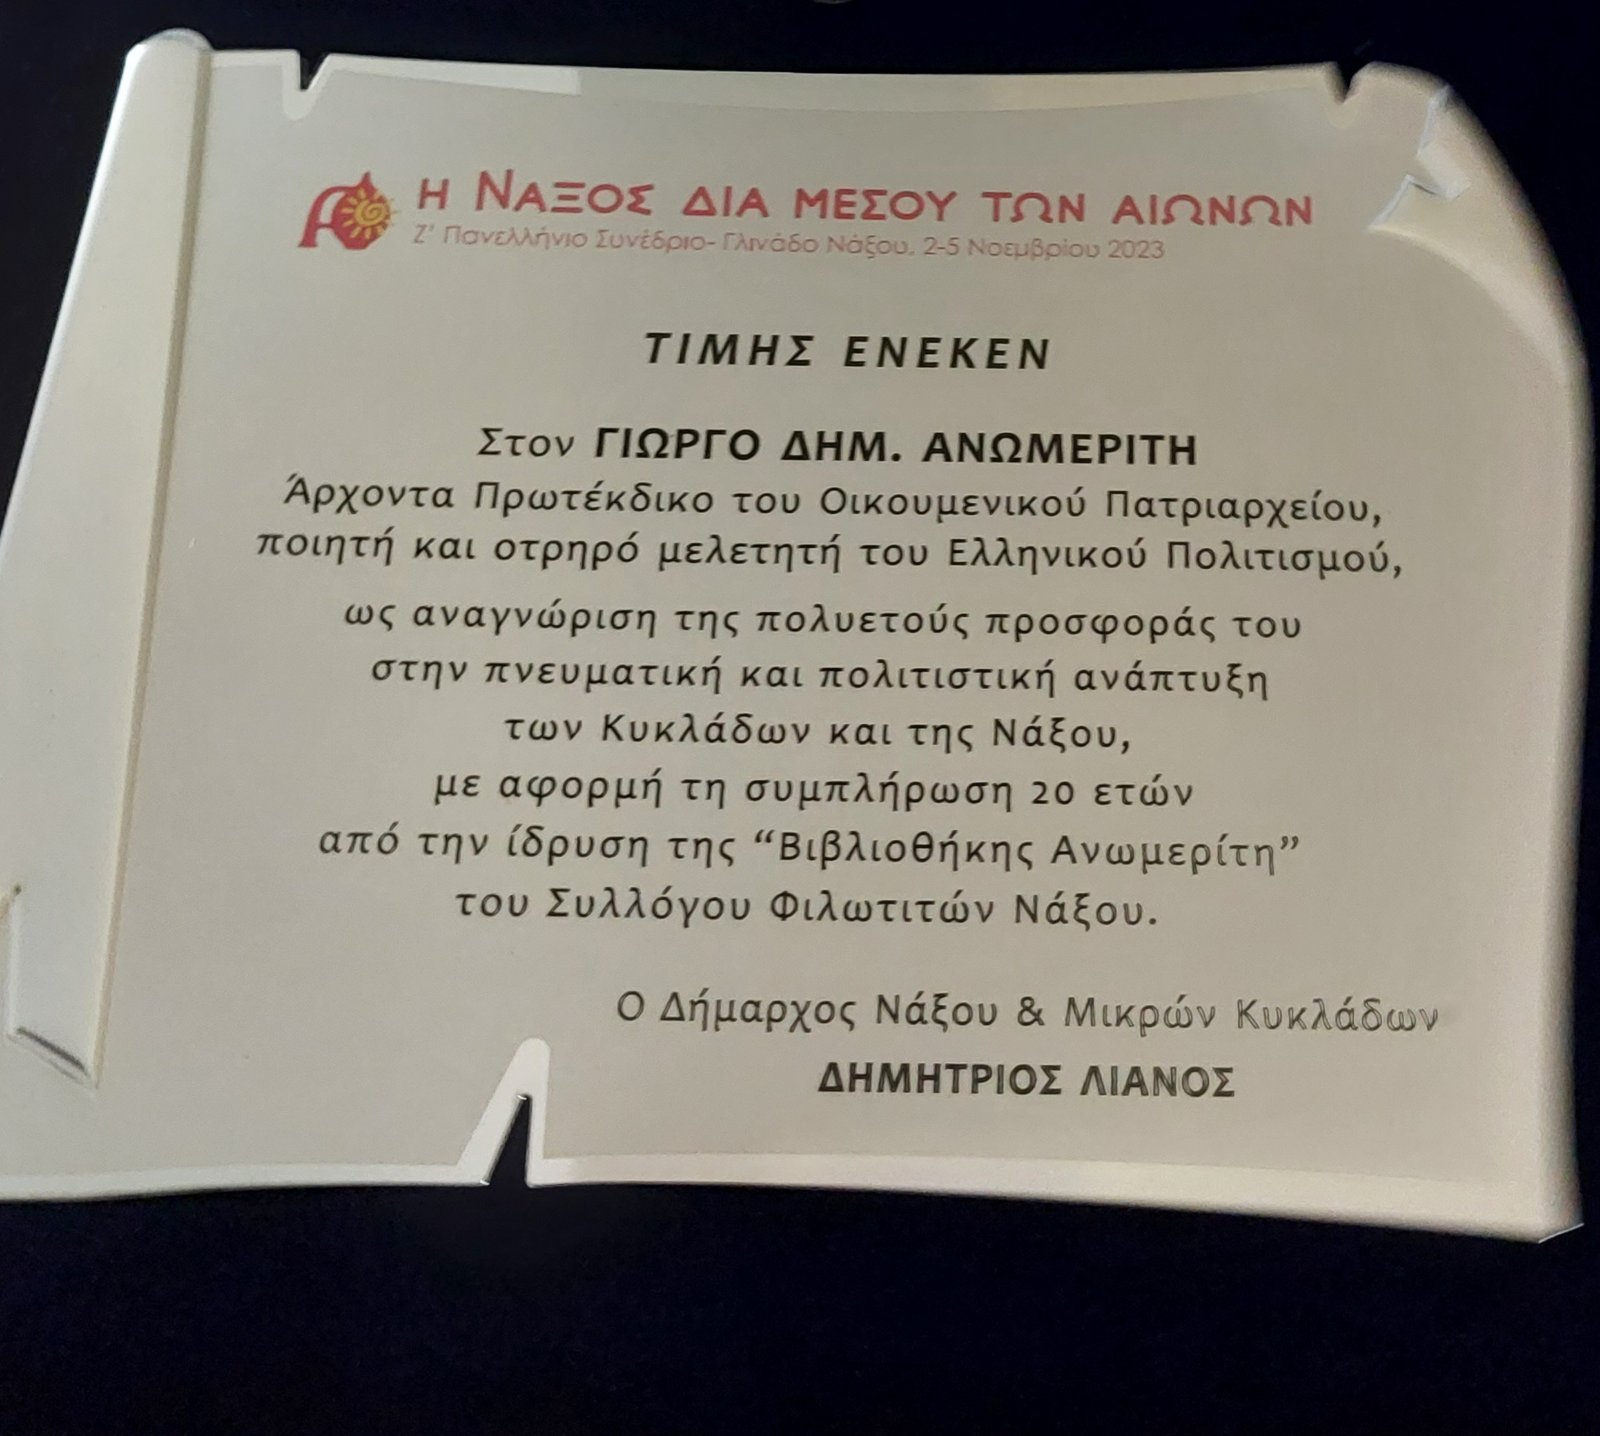 Η ΝΑΞΟΣ ΔΙΑ ΜΕΣΟΥ ΤΩΝ ΑΙΩΝΩΝ
Ζ' Πανελλήνιο Συνέδριο- Γλινάδο Νάξου, 2-5 Νοεμβρίου 2023
ΤΙΜΗΣ ΕΝΕΚΕΝ
Στον ΓΙΩΡΓΟ ΔΗΜ. ΑΝΩΜΕΡΙΤΗ
Άρχοντα Πρωτέκδικο του Οικουμενικού Πατριαρχείου,
ποιητή και οτρηρό μελετητή του Ελληνικού Πολιτισμού,
ως αναγνώριση της πολυετούς προσφοράς του
στην πνευματική και πολιτιστική ανάπτυξη
των Κυκλάδων και της Νάξου,
με αφορμή τη συμπλήρωση 20 ετών
από την ίδρυση της “Βιβλιοθήκης Ανωμερίτη”
του Συλλόγου Φιλωτιτών Νάξου.
Ο Δήμαρχος Νάξου & Μικρών Κυκλάδων
ΔΗΜΗΤΡΙΟΣ ΛΙΑΝΟΣ